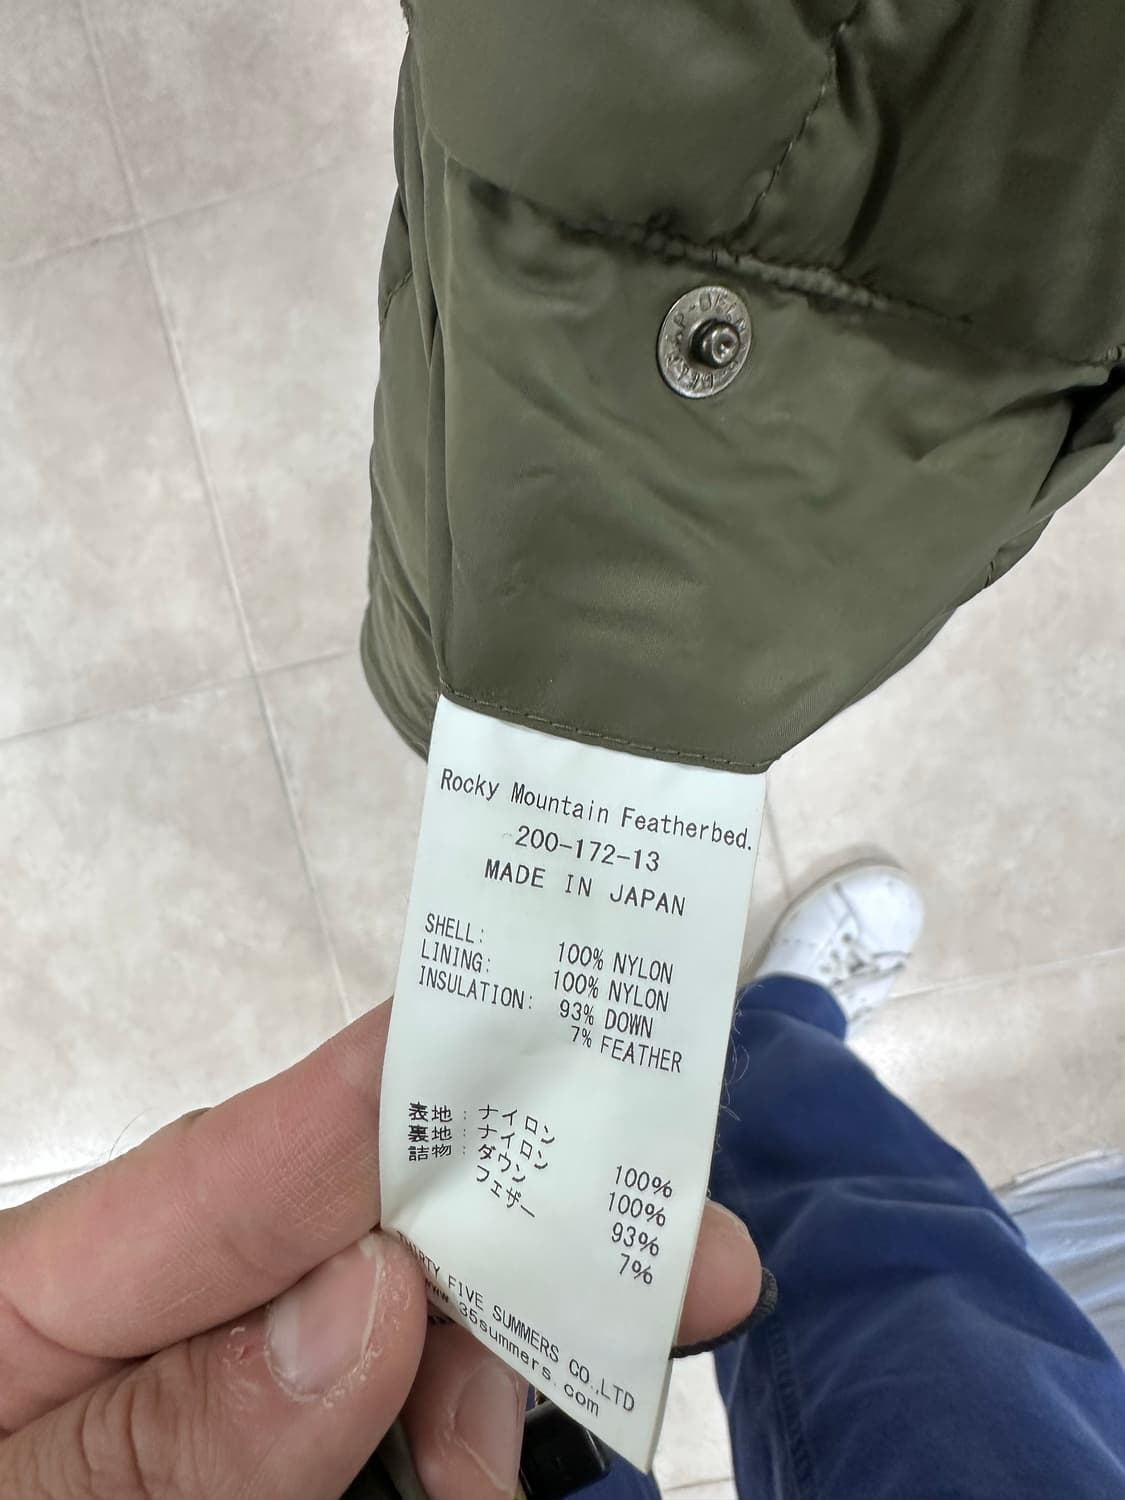 Rocky Mountain Featherbed.
200-172-13
MADE IN JAPAN
SHELL: 100% NYLON
LINING: 100% NYLON
INSULATION: 93% DOWN
7% FEATHER
表地：ナイロン 100%
裏地：ナイロン 100%
詰物：ダウン 93%
フェザー 7%
THIRTY FIVE SUMMERS CO.,LTD
www.35summers.com